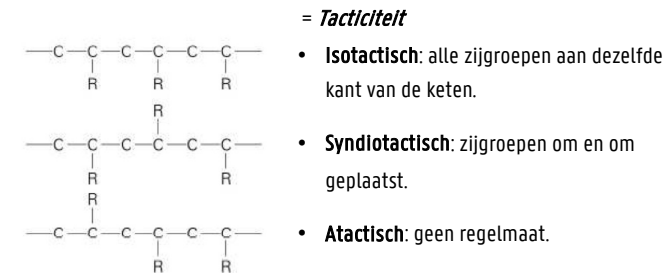 = Tacticiteit
—C—C—C—C—C—C—
R R R
• Isotactisch: alle zijgroepen aan dezelfde
kant van de keten.
R
—C—C—C—C—C—C—
R R
• Syndiotactisch: zijgroepen om en om
geplaatst.
R
—C—C—C—C—C—C—
R R
• Atactisch: geen regelmaat.